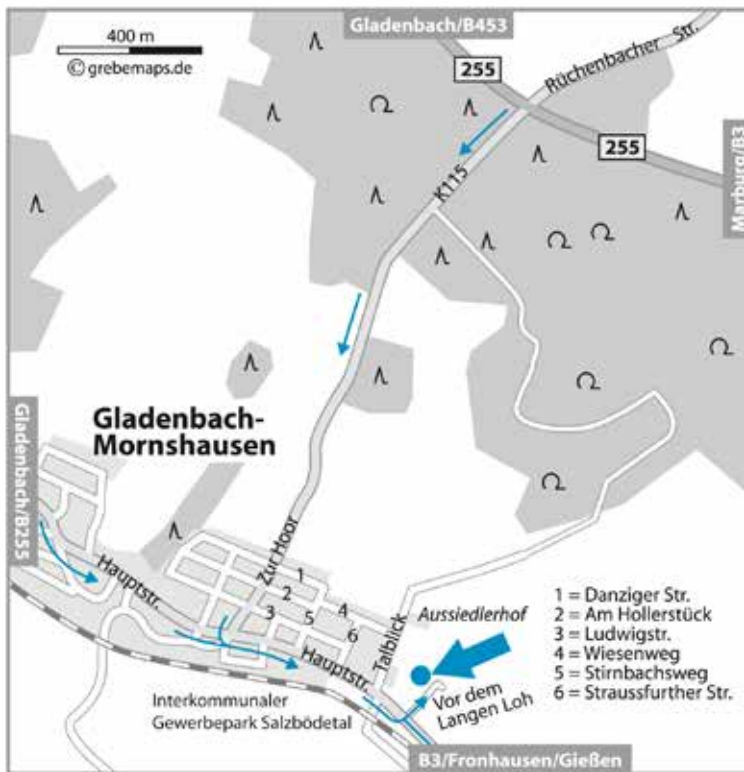 Gladenbach/B453
400 m
© grebemaps.de
255
Rüchenbacher Str.
255
Marburg/B3
K115
Gladenbach-
Mornshausen
Gladenbach/B255
Hauptstr.
Zur Hoor
1
2
3
4
5
6
Hauptstr.
Talblick
Aussiedlerhof
1 = Danziger Str.
2 = Am Hollerstück
3 = Ludwigstr.
4 = Wiesenweg
5 = Stirnbachsweg
6 = Straussfurther Str.
Interkommunaler
Gewerbepark Salzbödetal
Vor dem
Langen Loh
B3/Fronhausen/Gießen